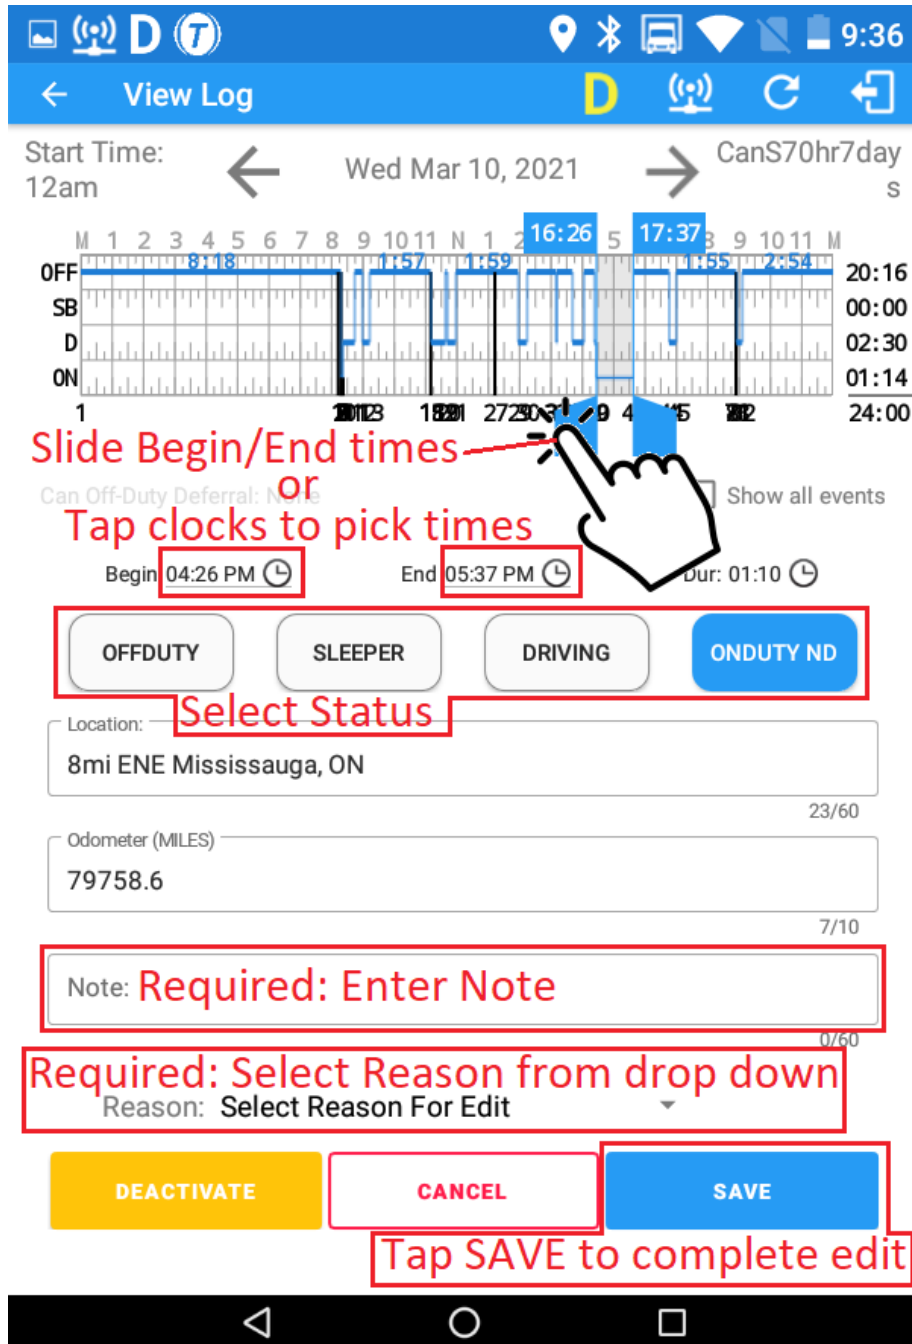 D T 9:36
View Log D
Start Time: 12am
Wed Mar 10, 2021
CanS70hr7days
16:26 17:37
M 1 2 3 4 5 6 7 8 9 10 11 N 1 2 5 8 9 10 11 M
8:18 1:57 1:59 1:55 2:54
OFF 20:16
SB 00:00
D 02:30
ON 01:14
1 24:00
Slide Begin/End times
or
Can Off-Duty Deferral: None
Show all events
Tap clocks to pick times
Begin 04:26 PM End 05:37 PM Dur: 01:10
OFFDUTY SLEEPER DRIVING ONDUTY ND
Select Status
Location:
8mi ENE Mississauga, ON
23/60
Odometer (MILES)
79758.6
7/10
Note: Required: Enter Note
0/60
Required: Select Reason from drop down
Reason: Select Reason For Edit
DEACTIVATE CANCEL SAVE
Tap SAVE to complete edit